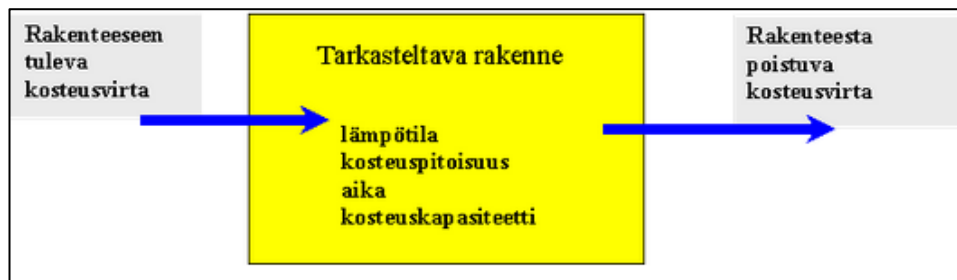 Rakenteeseen
tuleva
kosteusvirta
Tarkasteltava rakenne
lämpötila
kosteuspitoisuus
aika
kosteuskapasiteetti
Rakenteesta
poistuva
kosteusvirta